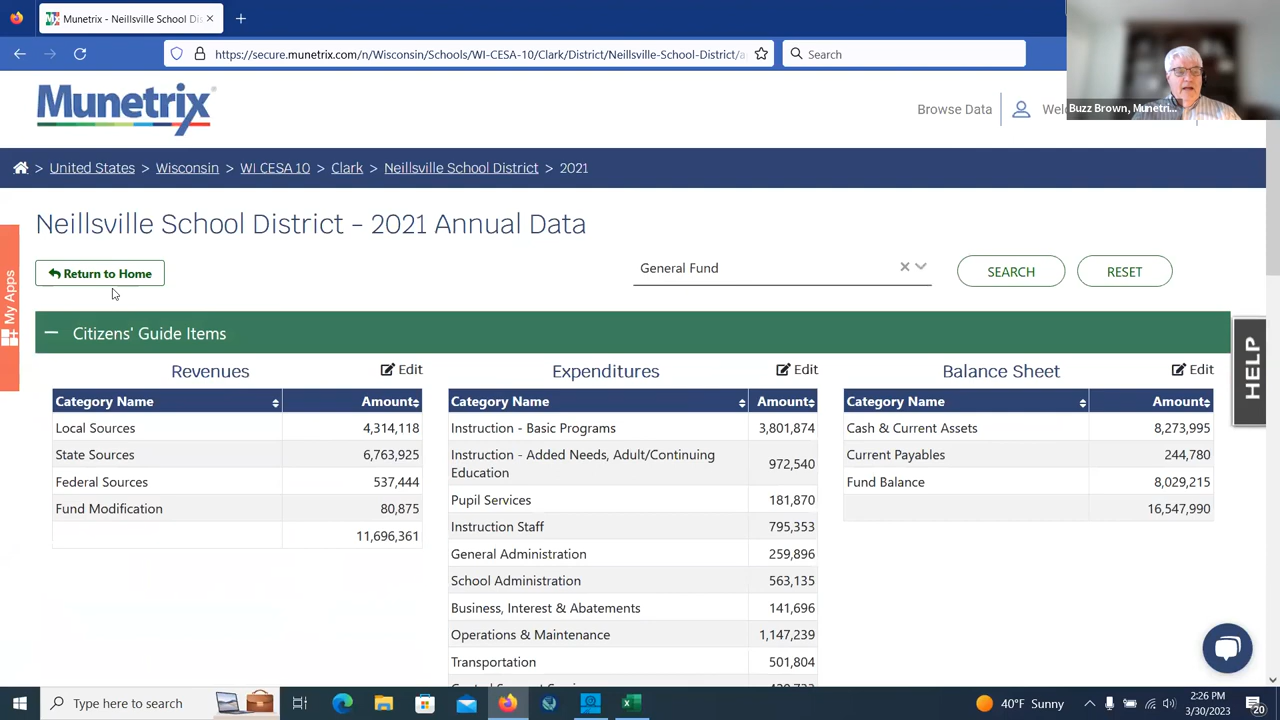 Munetrix - Neillsville School Dis
https://secure.munetrix.com/n/Wisconsin/Schools/WI-CESA-10/Clark/District/Neillsville-School-District/a
Search
Munetrix
Browse Data
Wel
Buzz Brown, Munetri...
> United States > Wisconsin > WI CESA 10 > Clark > Neillsville School District > 2021
Neillsville School District - 2021 Annual Data
Return to Home
General Fund
SEARCH
RESET
My Apps
HELP
Citizens' Guide Items
Revenues
Edit
Category Name Amount
Local Sources 4,314,118
State Sources 6,763,925
Federal Sources 537,444
Fund Modification 80,875
11,696,361
Expenditures
Edit
Category Name Amount
Instruction - Basic Programs 3,801,874
Instruction - Added Needs, Adult/Continuing
Education 972,540
Pupil Services 181,870
Instruction Staff 795,353
General Administration 259,896
School Administration 563,135
Business, Interest & Abatements 141,696
Operations & Maintenance 1,147,239
Transportation 501,804
Balance Sheet
Edit
Category Name Amount
Cash & Current Assets 8,273,995
Current Payables 244,780
Fund Balance 8,029,215
16,547,990
Type here to search
40°F Sunny
2:26 PM
3/30/2023
20